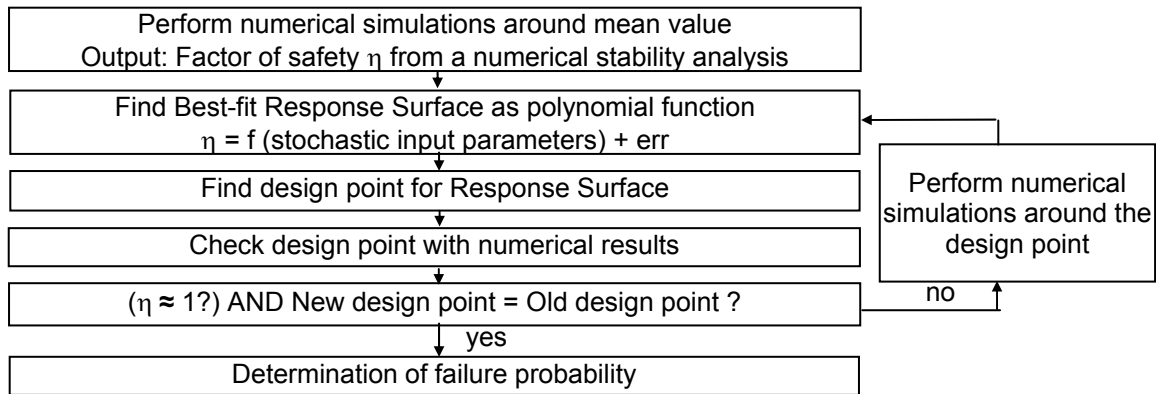 Perform numerical simulations around mean value
Output: Factor of safety η from a numerical stability analysis
Find Best-fit Response Surface as polynomial function
η = f (stochastic input parameters) + err
Find design point for Response Surface
Check design point with numerical results
(η ≈ 1?) AND New design point = Old design point ?
yes
Determination of failure probability
no
Perform numerical
simulations around the
design point